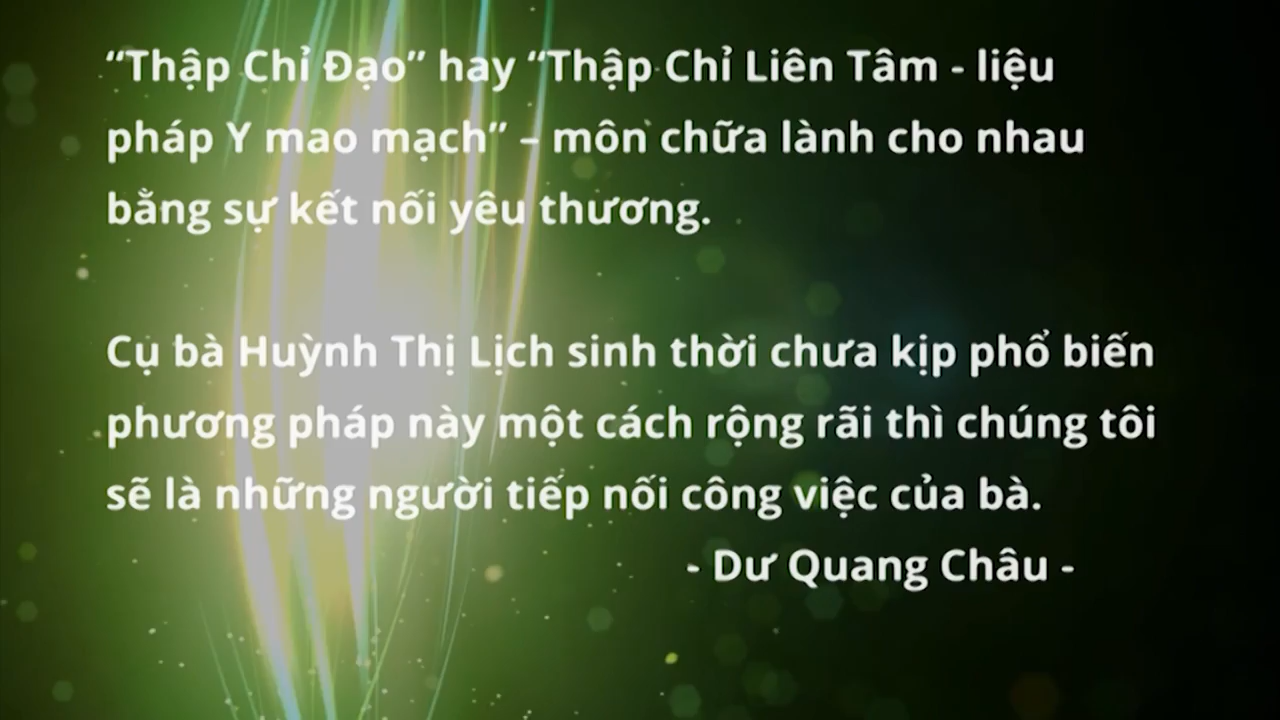 “Thập Chỉ Đạo” hay “Thập Chỉ Liên Tâm - liệu
pháp Y mao mạch” – môn chữa lành cho nhau
bằng sự kết nối yêu thương.
Cụ bà Huỳnh Thị Lịch sinh thời chưa kịp phổ biến
phương pháp này một cách rộng rãi thì chúng tôi
sẽ là những người tiếp nối công việc của bà.
- Dư Quang Châu -